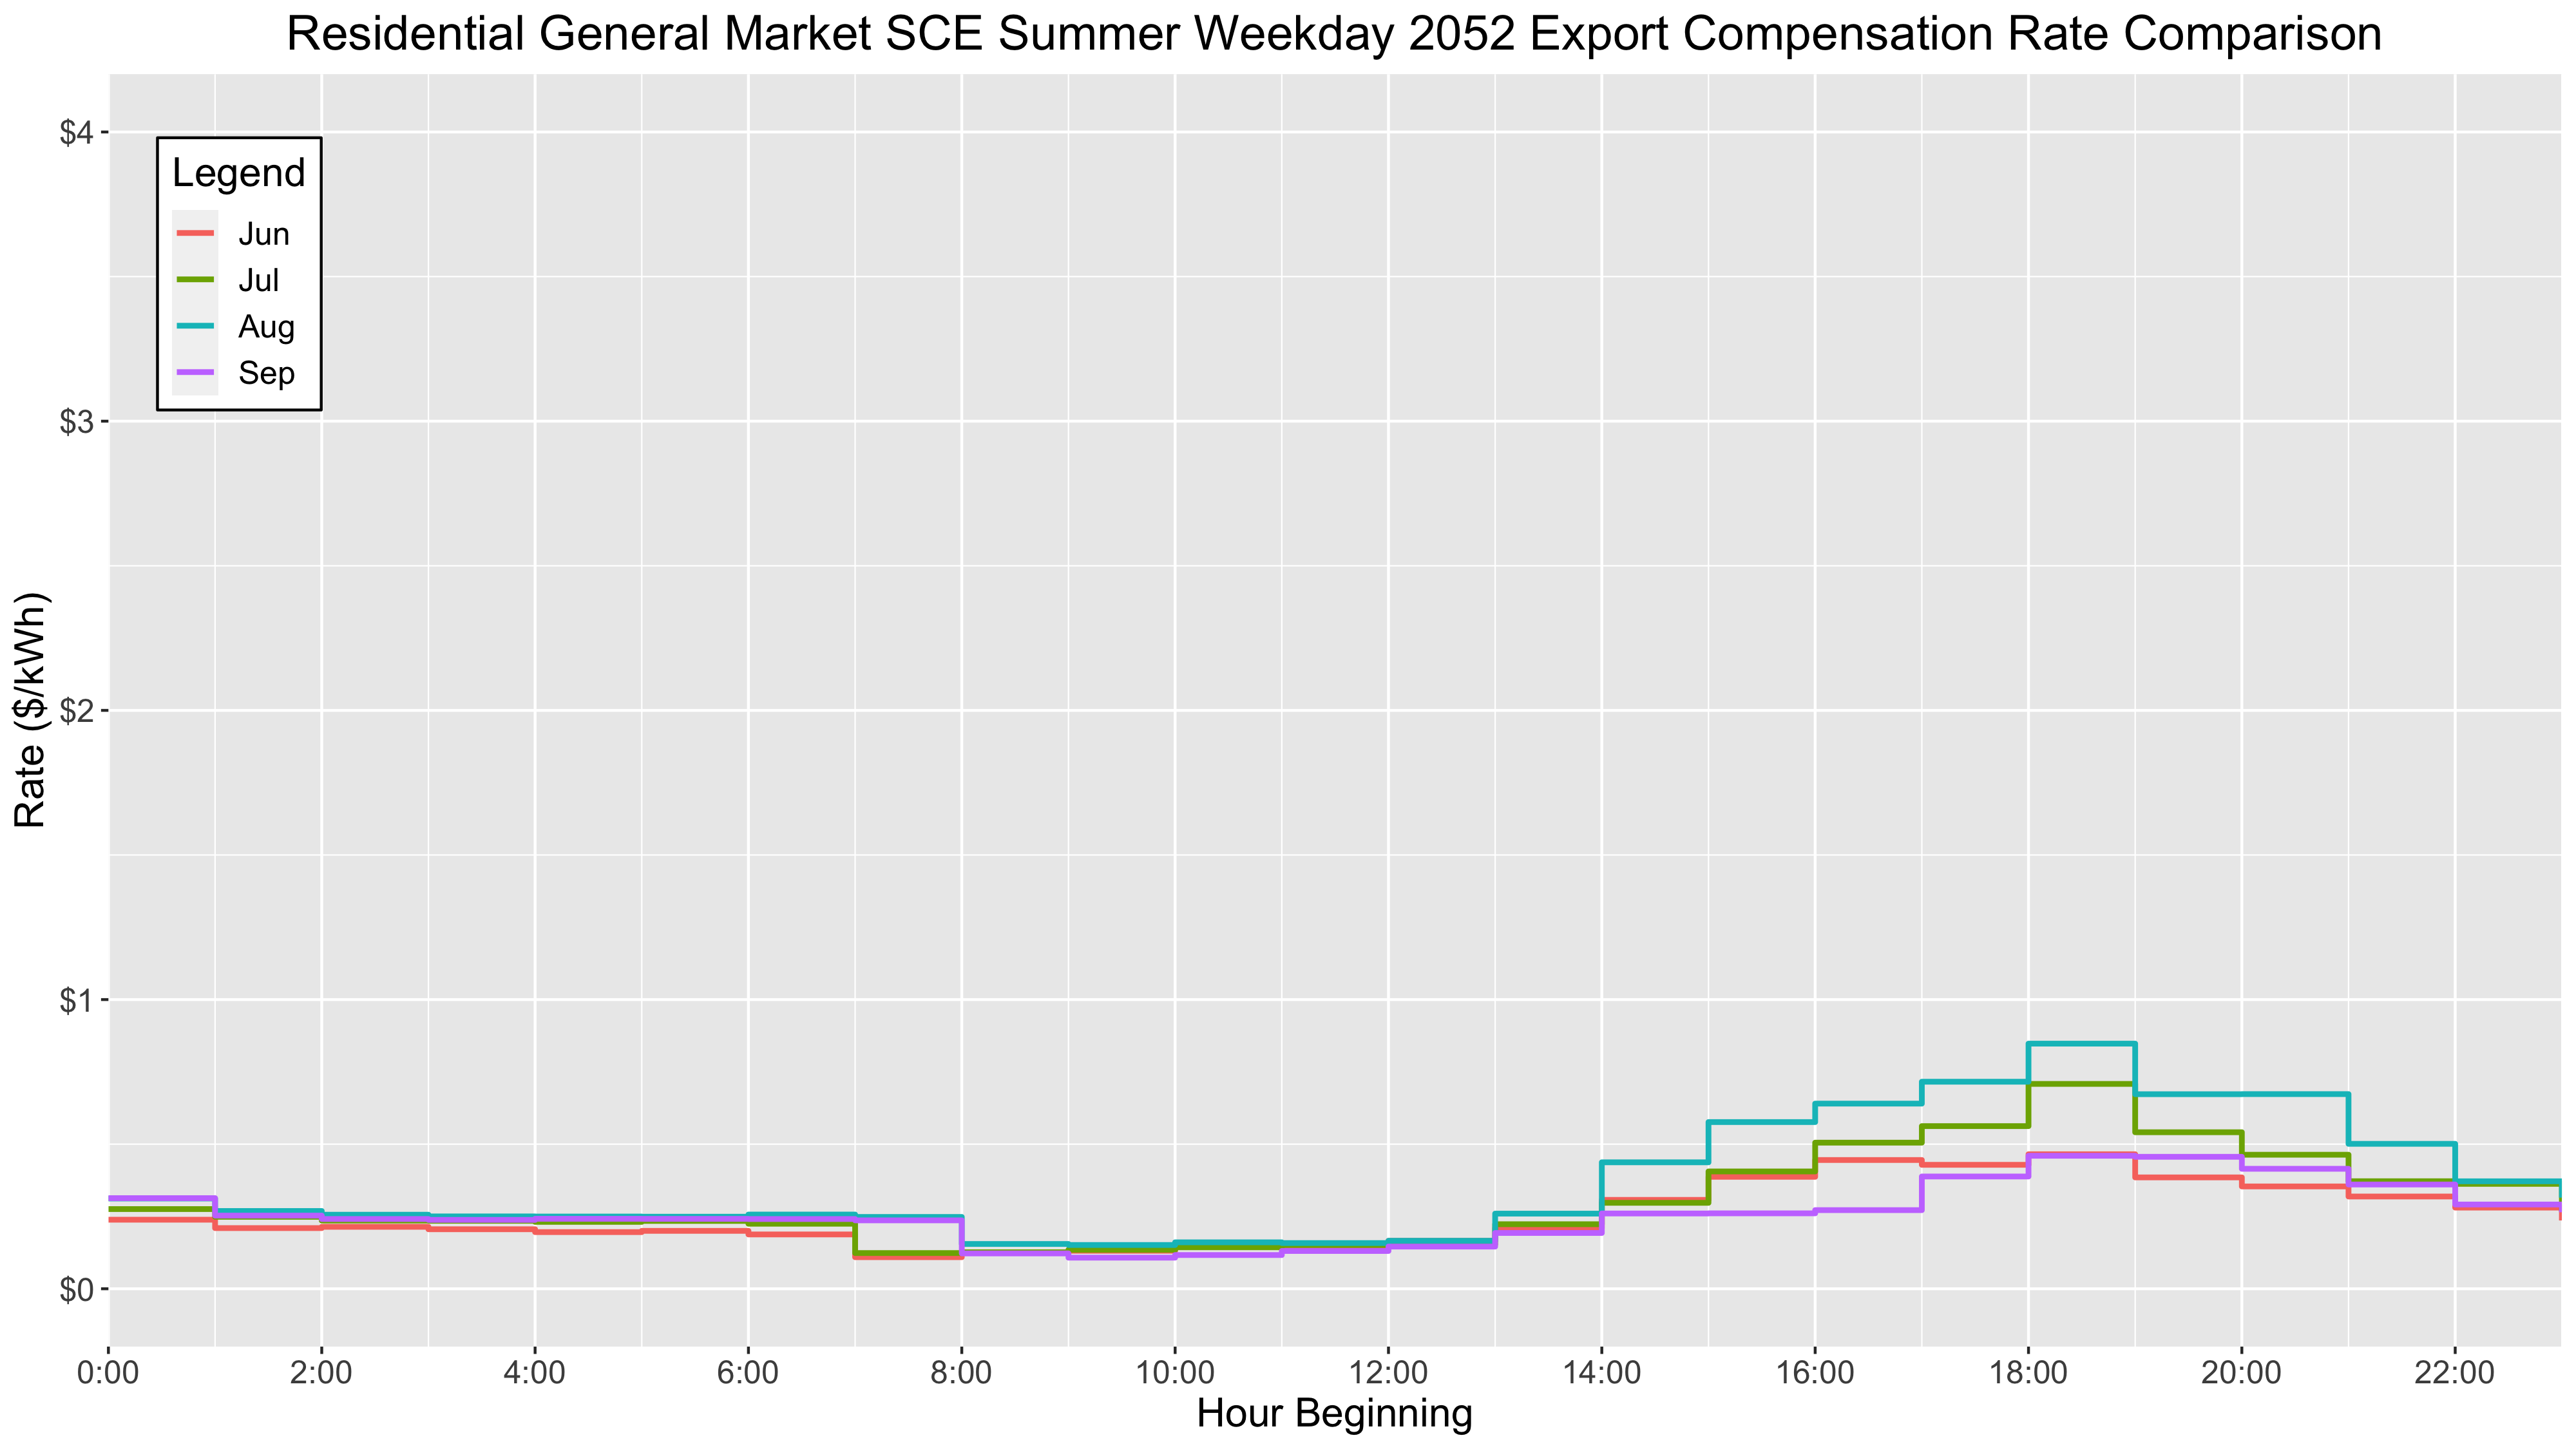 Residential General Market SCE Summer Weekday 2052 Export Compensation Rate Comparison
$4
$3
$2
$1
$0
Rate ($/kWh)
Legend
Jun
Jul
Aug
Sep
0:00 2:00 4:00 6:00 8:00 10:00 12:00 14:00 16:00 18:00 20:00 22:00
Hour Beginning